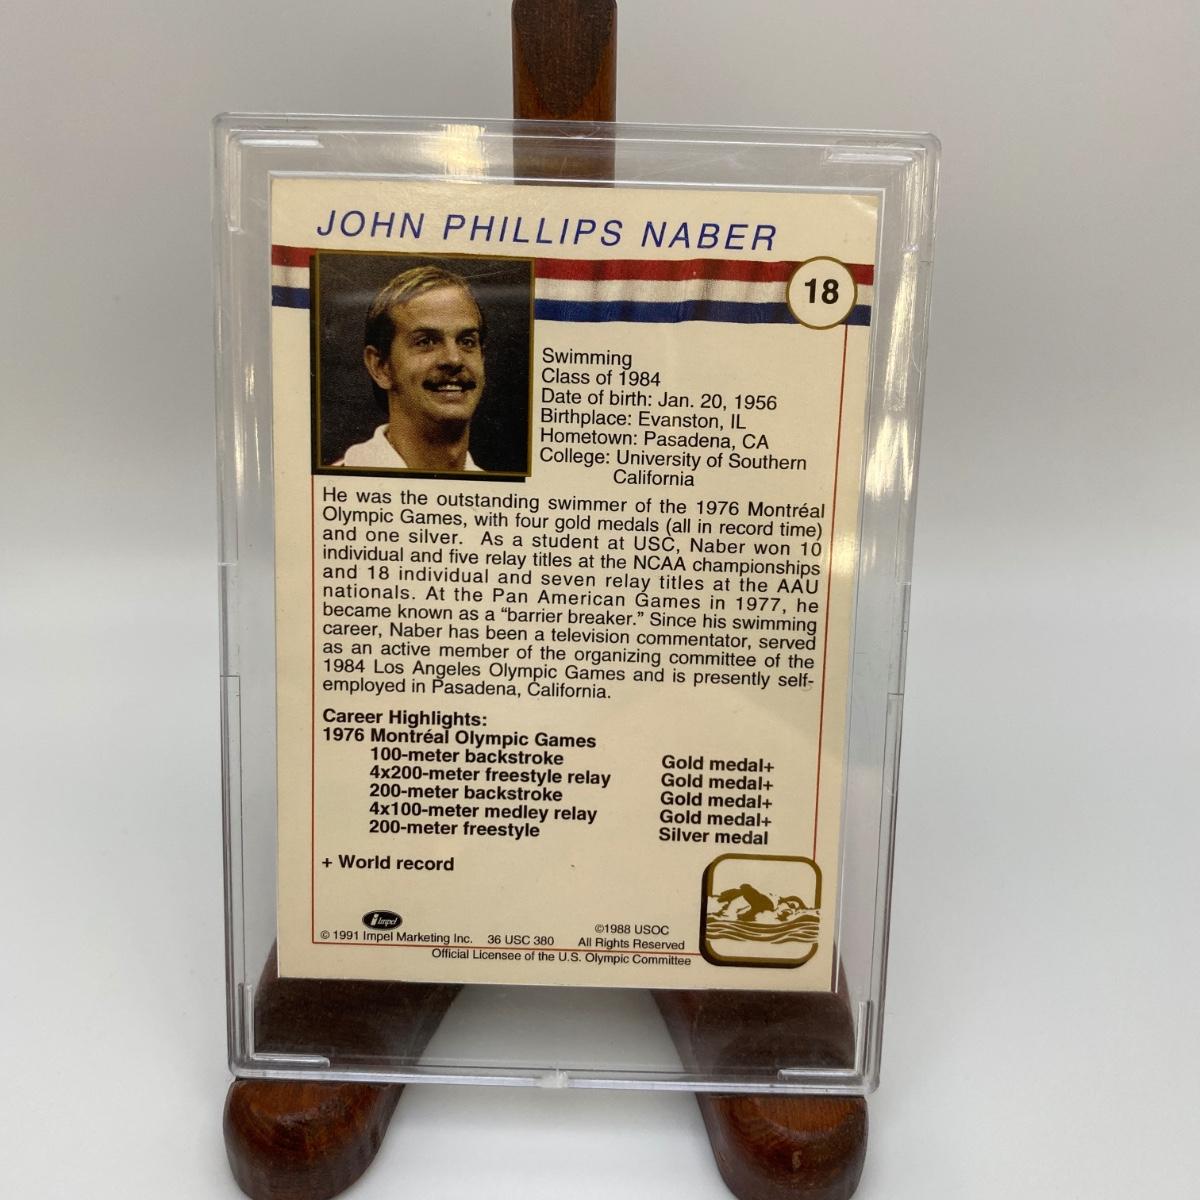 JOHN PHILLIPS NABER
18
Swimming
Class of 1984
Date of birth: Jan. 20, 1956
Birthplace: Evanston, IL
Hometown: Pasadena, CA
College: University of Southern
California
He was the outstanding swimmer of the 1976 Montréal
Olympic Games, with four gold medals (all in record time)
and one silver. As a student at USC, Naber won 10
individual and five relay titles at the NCAA championships
and 18 individual and seven relay titles at the AAU
nationals. At the Pan American Games in 1977, he
became known as a “barrier breaker.” Since his swimming
career, Naber has been a television commentator, served
as an active member of the organizing committee of the
1984 Los Angeles Olympic Games and is presently self-
employed in Pasadena, California.
Career Highlights:
1976 Montréal Olympic Games
100-meter backstroke Gold medal+
4x200-meter freestyle relay Gold medal+
200-meter backstroke Gold medal+
4x100-meter medley relay Gold medal+
200-meter freestyle Silver medal
+ World record
Impel
©1988 USOC
© 1991 Impel Marketing Inc. 36 USC 380 All Rights Reserved
Official Licensee of the U.S. Olympic Committee